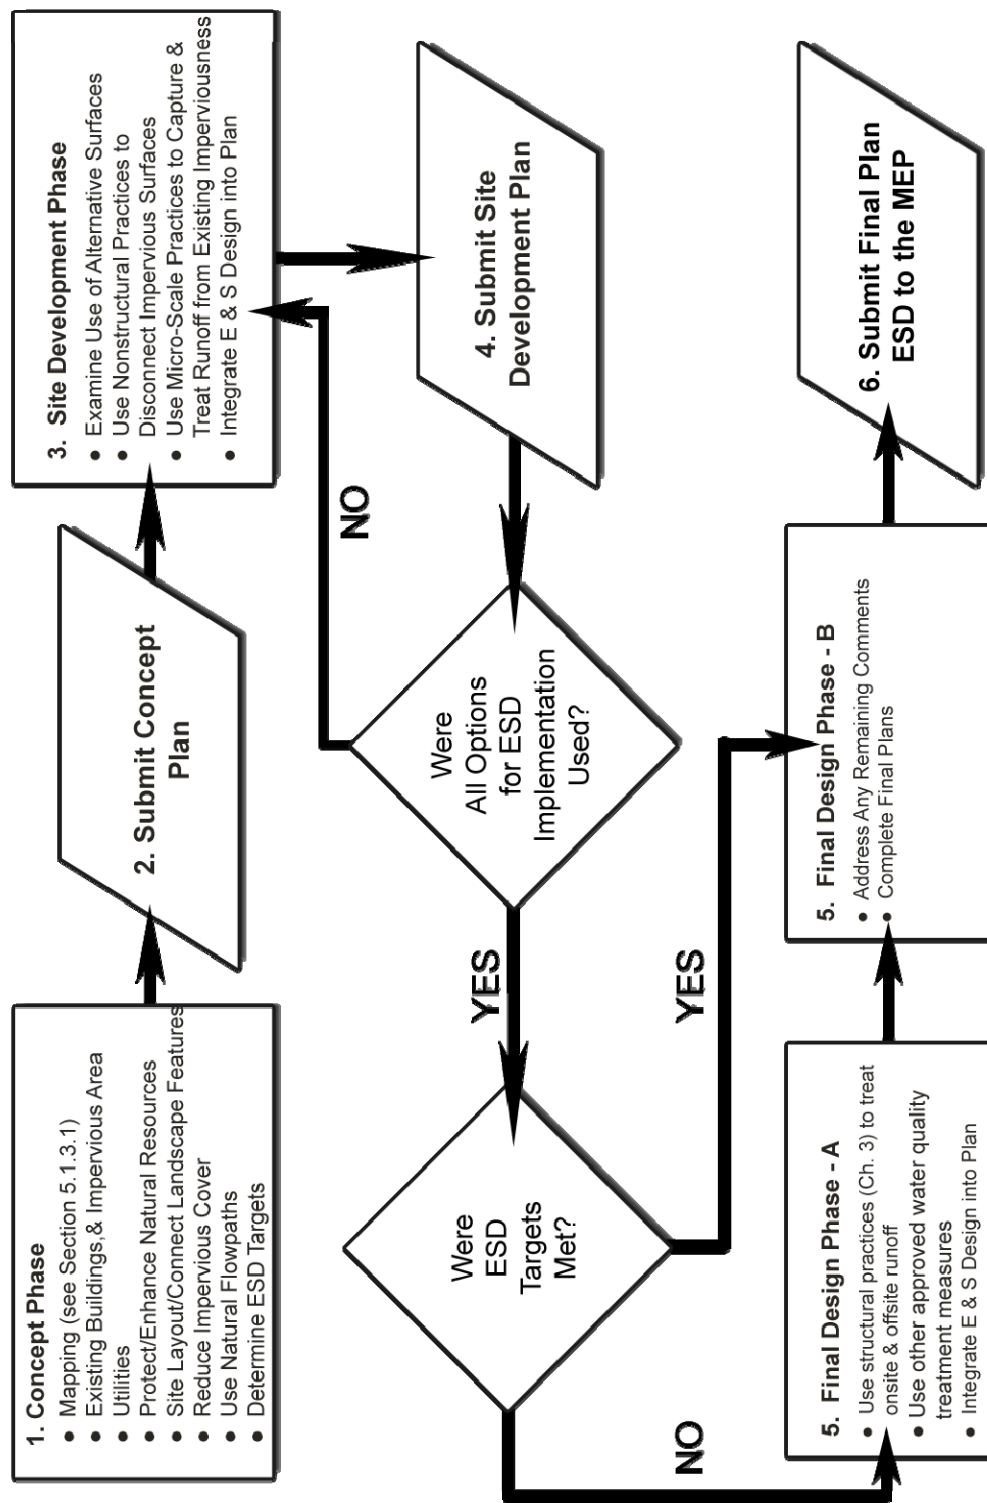 1. Concept Phase
● Mapping (see Section 5.1.3.1)
● Existing Buildings,& Impervious Area
● Utilities
● Protect/Enhance Natural Resources
● Site Layout/Connect Landscape Features
● Reduce Impervious Cover
● Use Natural Flowpaths
● Determine ESD Targets
2. Submit Concept
Plan
3. Site Development Phase
● Examine Use of Alternative Surfaces
● Use Nonstructural Practices to
Disconnect Impervious Surfaces
● Use Micro-Scale Practices to Capture &
Treat Runoff from Existing Imperviousness
● Integrate E & S Design into Plan
4. Submit Site
Development Plan
Were
All Options
for ESD
Implementation
Used?
NO
YES
Were
ESD
Targets
Met?
NO
YES
5. Final Design Phase - A
● Use structural practices (Ch. 3) to treat
onsite & offsite runoff
● Use other approved water quality
treatment measures
● Integrate E & S Design into Plan
5. Final Design Phase - B
● Address Any Remaining Comments
● Complete Final Plans
6. Submit Final Plan
ESD to the MEP